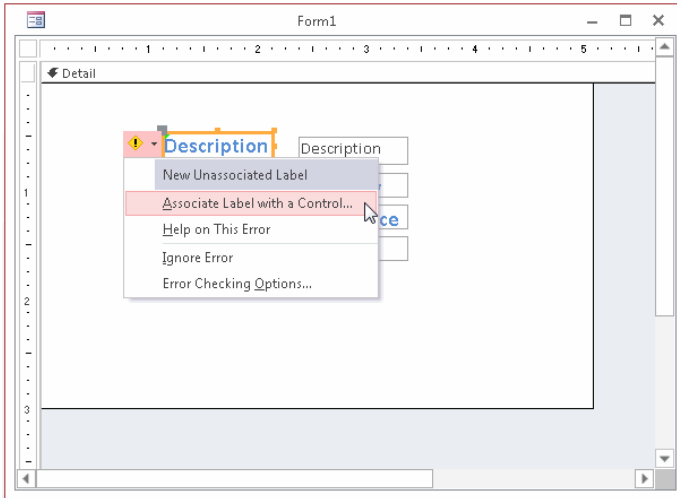 Form1
1 2 3 4 5
Detail
Description Description
New Unassociated Label
1
Associate Label with a Control...
ce
Help on This Error
Ignore Error
Error Checking Options...
2
3